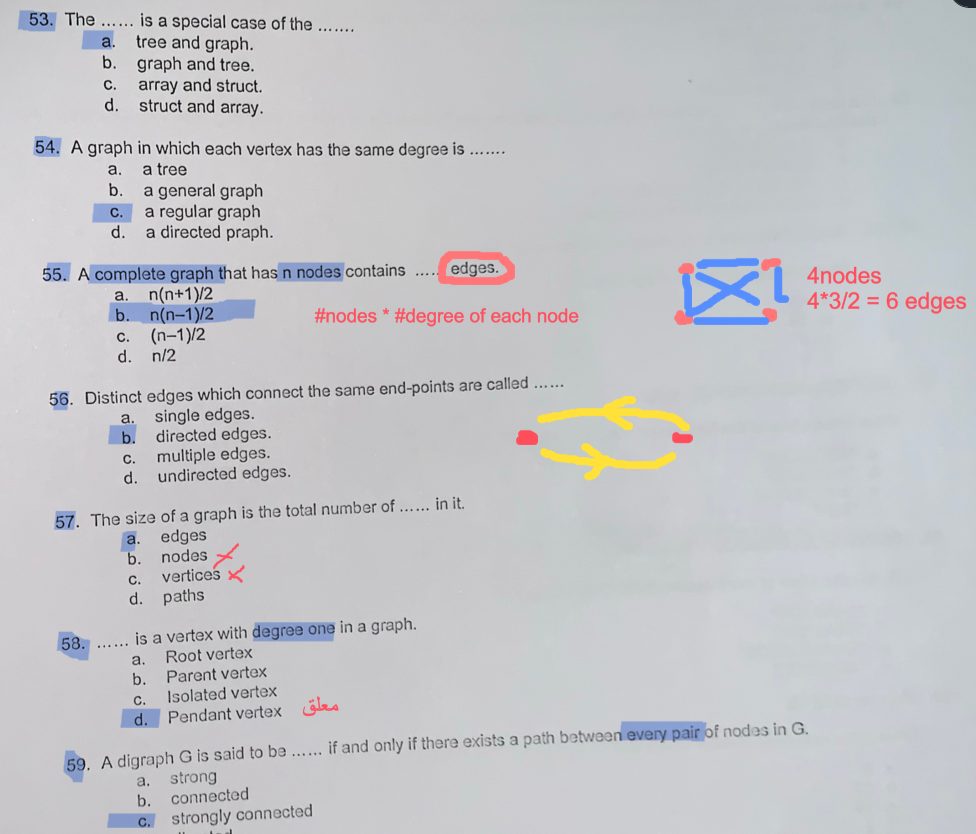 53. The ...... is a special case of the .......
a. tree and graph.
b. graph and tree.
c. array and struct.
d. struct and array.
54. A graph in which each vertex has the same degree is .......
a. a tree
b. a general graph
c. a regular graph
d. a directed praph.
55. A complete graph that has n nodes contains ..... edges.
a. n(n+1)/2
b. n(n–1)/2
c. (n–1)/2
d. n/2
#nodes * #degree of each node
4nodes
4*3/2 = 6 edges
56. Distinct edges which connect the same end-points are called ......
a. single edges.
b. directed edges.
c. multiple edges.
d. undirected edges.
57. The size of a graph is the total number of ...... in it.
a. edges
b. nodes
c. vertices
d. paths
58. ...... is a vertex with degree one in a graph.
a. Root vertex
b. Parent vertex
c. Isolated vertex
d. Pendant vertex معلق
59. A digraph G is said to be ...... if and only if there exists a path between every pair of nodes in G.
a. strong
b. connected
c. strongly connected